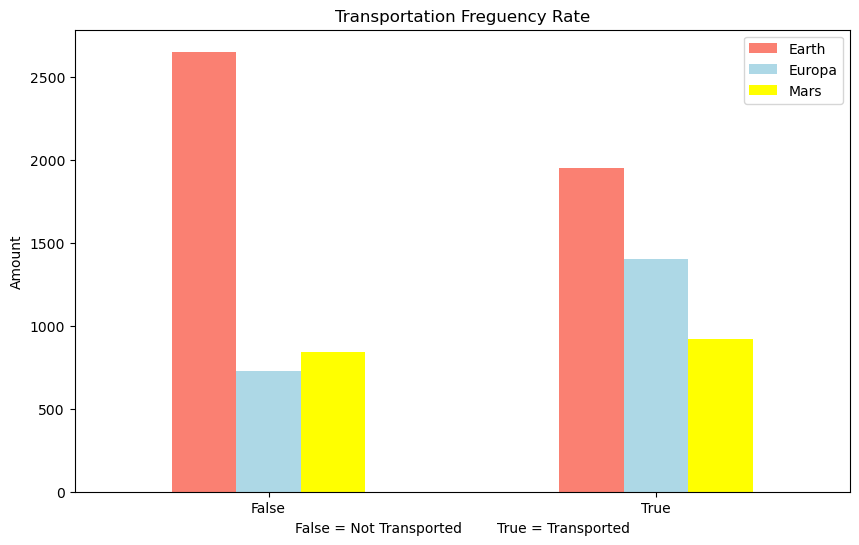 Transportation Freguency Rate
Earth
Europa
Mars
Amount
2500
2000
1500
1000
500
0
False
True
False = Not Transported        True = Transported